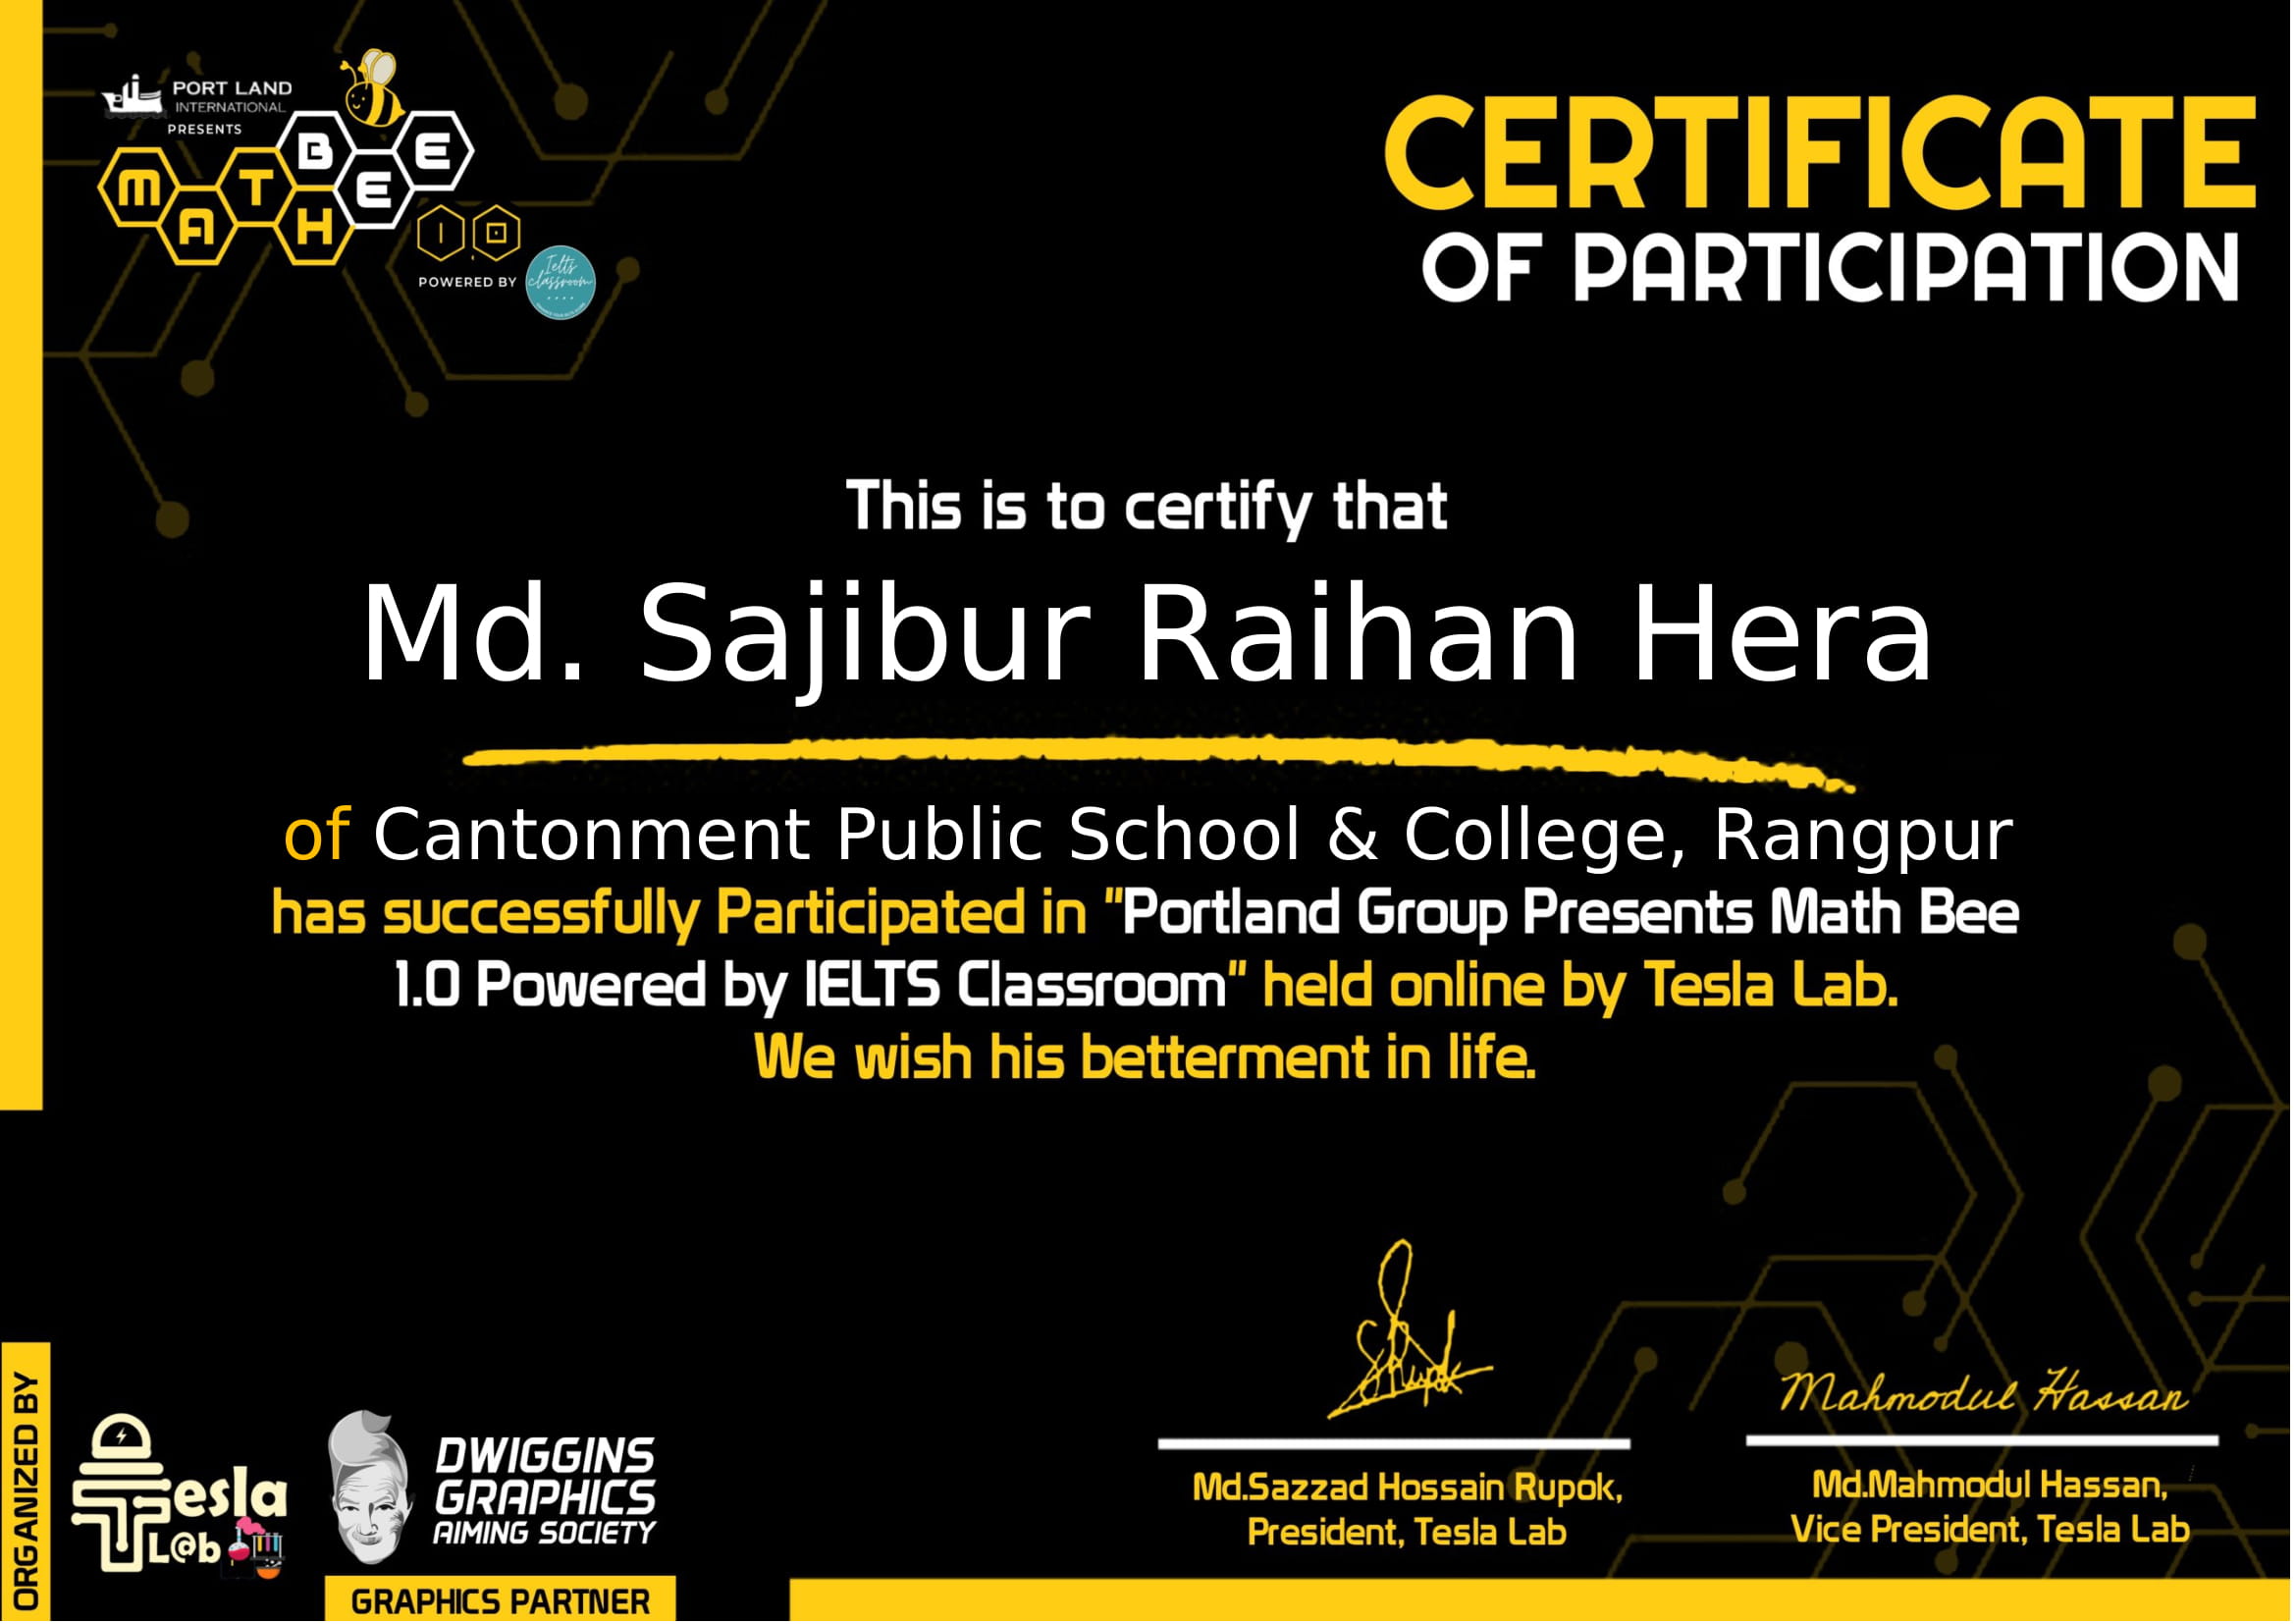 PORT LAND
INTERNATIONAL
PRESENTS
MATH BEE
1.0
POWERED BY
Ielts
classroom
CERTIFICATE
OF PARTICIPATION
This is to certify that
Md. Sajibur Raihan Hera
of Cantonment Public School & College, Rangpur
has successfully Participated in "Portland Group Presents Math Bee
1.0 Powered by IELTS Classroom" held online by Tesla Lab.
We wish his betterment in life.
SRupok
Mahmodul Hassan
Md.Sazzad Hossain Rupok,
President, Tesla Lab
Md.Mahmodul Hassan,
Vice President, Tesla Lab
ORGANIZED BY
Tesla
L@b
DWIGGINS
GRAPHICS
AIMING SOCIETY
GRAPHICS PARTNER